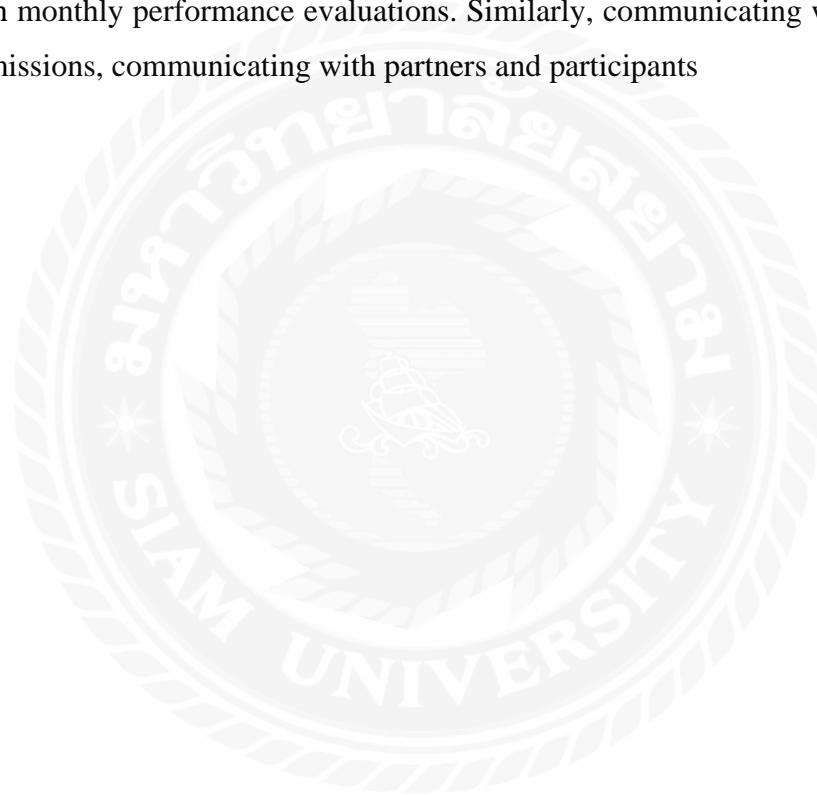 monthly performance evaluations. Similarly, communicating
communicating with partners and participants
มหาวิทยาลัยสยาม
SIAM UNIVERSITY